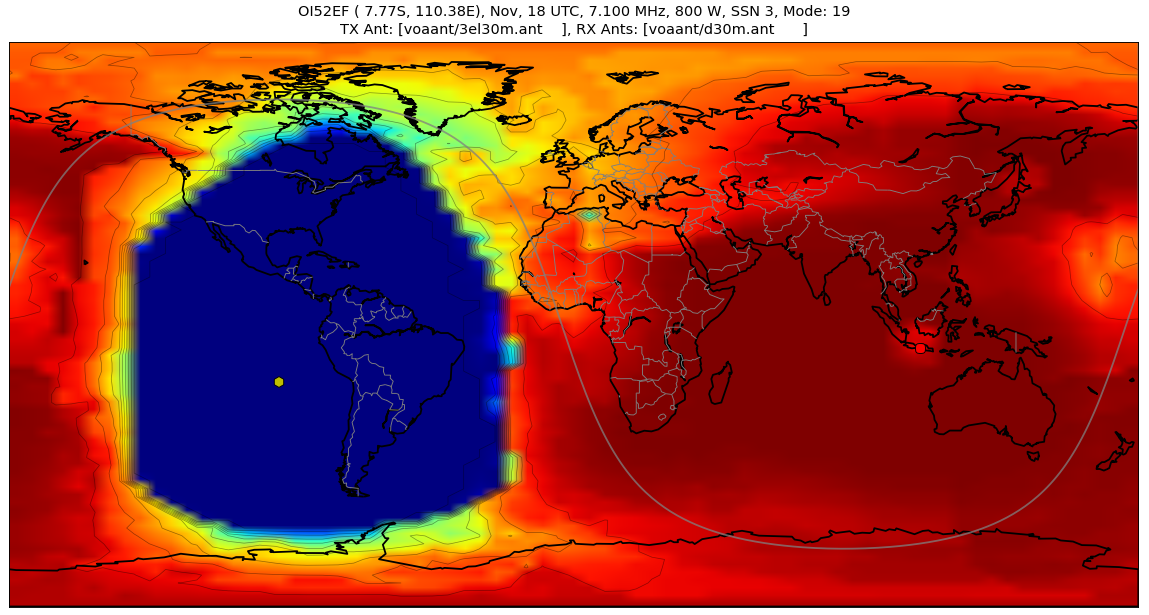 OI52EF ( 7.77S, 110.38E), Nov, 18 UTC, 7.100 MHz, 800 W, SSN 3, Mode: 19
TX Ant: [voaant/3el30m.ant    ], RX Ants: [voaant/d30m.ant      ]